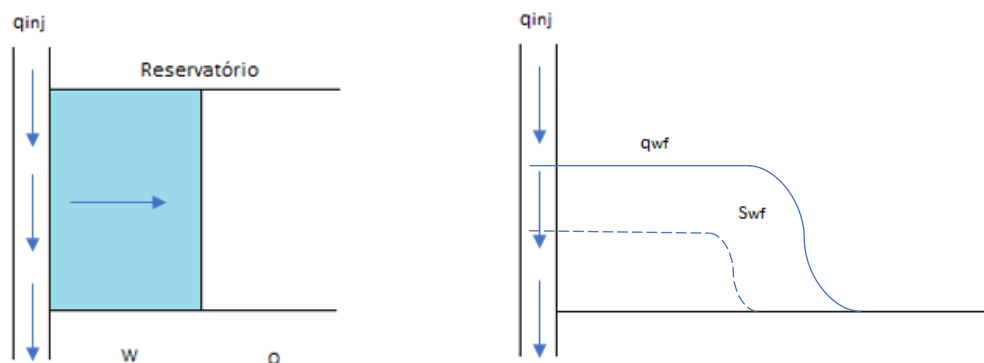 qinj
Reservatório
W
O
qinj
qwf
Swf